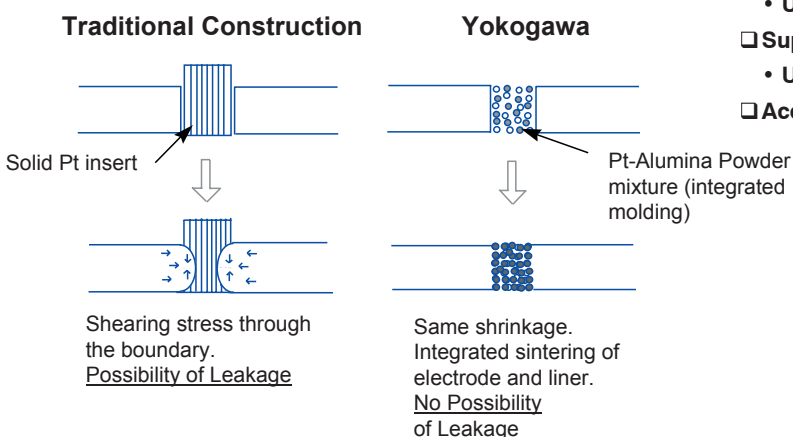 Traditional Construction
Yokogawa
Solid Pt insert
Pt-Alumina Powder
mixture (integrated
molding)
Shearing stress through
the boundary.
Possibility of Leakage
Same shrinkage.
Integrated sintering of
electrode and liner.
No Possibility
of Leakage